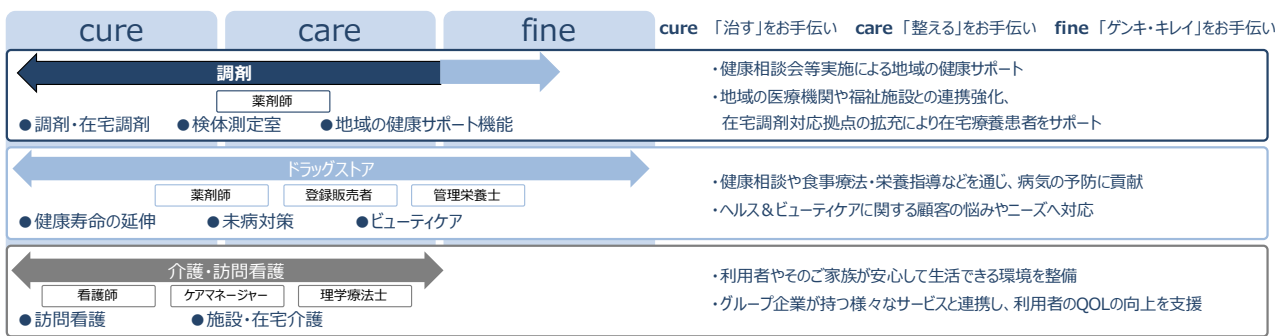 cure care fine
cure 「治す」をお手伝い care 「整える」をお手伝い fine 「ゲンキ・キレイ」をお手伝い
調剤
薬剤師
●調剤・在宅調剤 ●検体測定室 ●地域の健康サポート機能
・健康相談会等実施による地域の健康サポート
・地域の医療機関や福祉施設との連携強化、
在宅調剤対応拠点の拡充により在宅療養患者をサポート
ドラッグストア
薬剤師 登録販売者 管理栄養士
●健康寿命の延伸 ●未病対策 ●ビューティケア
・健康相談や食事療法・栄養指導などを通じ、病気の予防に貢献
・ヘルス＆ビューティケアに関する顧客の悩みやニーズへ対応
介護・訪問看護
看護師 ケアマネージャー 理学療法士
●訪問看護 ●施設・在宅介護
・利用者やそのご家族が安心して生活できる環境を整備
・グループ企業が持つ様々なサービスと連携し、利用者のQOLの向上を支援